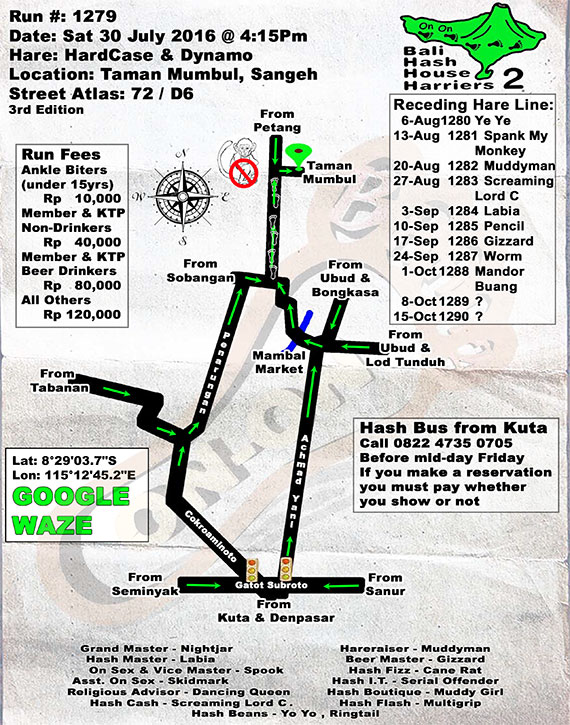 Run #: 1279
Date: Sat 30 July 2016 @ 4:15Pm
Hare: HardCase & Dynamo
Location: Taman Mumbul, Sangeh
Street Atlas: 72 / D6
3rd Edition
On On
Bali
Hash
House
Harriers 2
Receding Hare Line:
6-Aug1280 Ye Ye
13-Aug 1281 Spank My
Monkey
20-Aug 1282 Muddyman
27-Aug 1283 Screaming
Lord C
3-Sep 1284 Labia
10-Sep 1285 Pencil
17-Sep 1286 Gizzard
24-Sep 1287 Worm
1-Oct 1288 Mandor
Buang
8-Oct 1289 ?
15-Oct 1290 ?
Run Fees
Ankle Biters
(under 15yrs)
Rp 10,000
Member & KTP
Non-Drinkers
Rp 40,000
Member & KTP
Beer Drinkers
Rp 80,000
All Others
Rp 120,000
S
W E
S
From
Petang
Taman
Mumbul
From
Sobangan
From
Ubud &
Bongkasa
From
Ubud &
Lod Tunduh
Mambal
Market
Penarungan
From
Tabanan
Achmad Yani
Cokroaminoto
Hash Bus from Kuta
Call 0822 4735 0705
Before mid-day Friday
If you make a reservation
you must pay whether
you show or not
Lat: 8°29'03.7"S
Lon: 115°12'45.2"E
GOOGLE
WAZE
From
Seminyak
Gatot Subroto
From
Sanur
From
Kuta & Denpasar
ONLON
Grand Master - Nightjar
Hash Master - Labia
On Sex & Vice Master - Spook
Asst. On Sex - Skidmark
Religious Advisor - Dancing Queen
Hash Cash - Screaming Lord C .
Hareraiser - Muddyman
Beer Master - Gizzard
Hash Fizz - Cane Rat
Hash I.T. - Serial Offender
Hash Boutique - Muddy Girl
Hash Flash - Multigrip
Hash Beans - Yo Yo , Ringtail